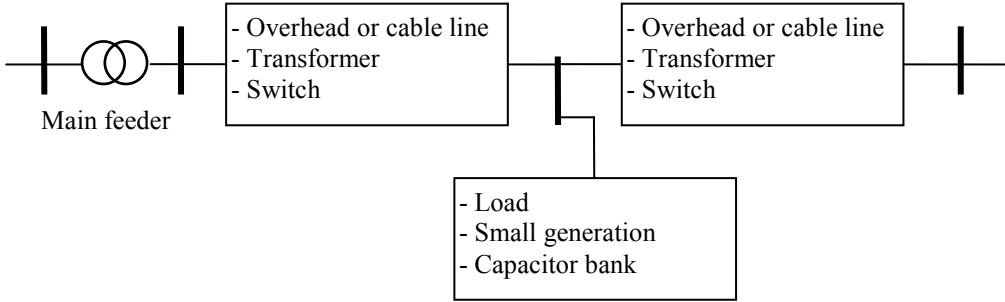 - Overhead or cable line
- Transformer
- Switch
- Overhead or cable line
- Transformer
- Switch
Main feeder
- Load
- Small generation
- Capacitor bank